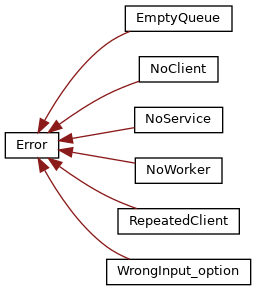 EmptyQueue
NoClient
NoService
Error
NoWorker
RepeatedClient
WrongInput_option